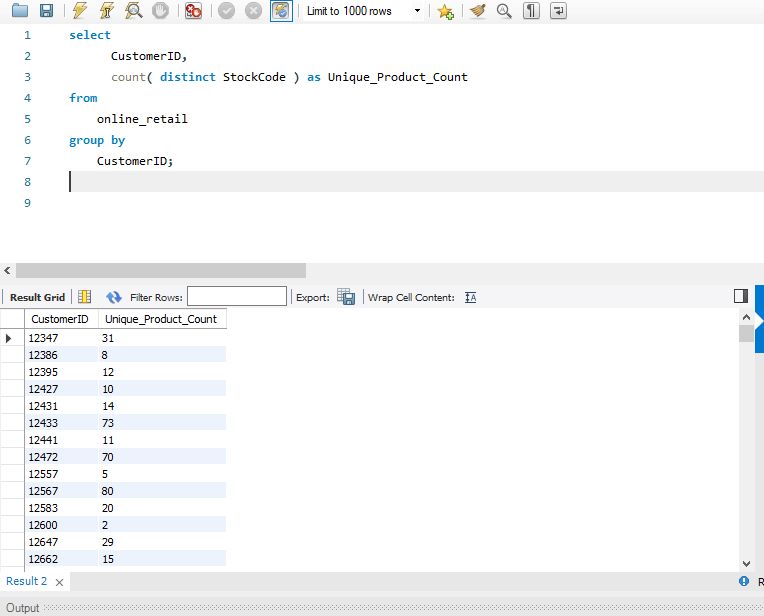 Limit to 1000 rows
1 select
2 CustomerID,
3 count( distinct StockCode ) as Unique_Product_Count
4 from
5 online_retail
6 group by
7 CustomerID;
8
9
Result Grid Filter Rows: Export: Wrap Cell Content: IA
CustomerID Unique_Product_Count
12347 31
12386 8
12395 12
12427 10
12431 14
12433 73
12441 11
12472 70
12557 5
12567 80
12583 20
12600 2
12647 29
12662 15
Result 2 R
Output